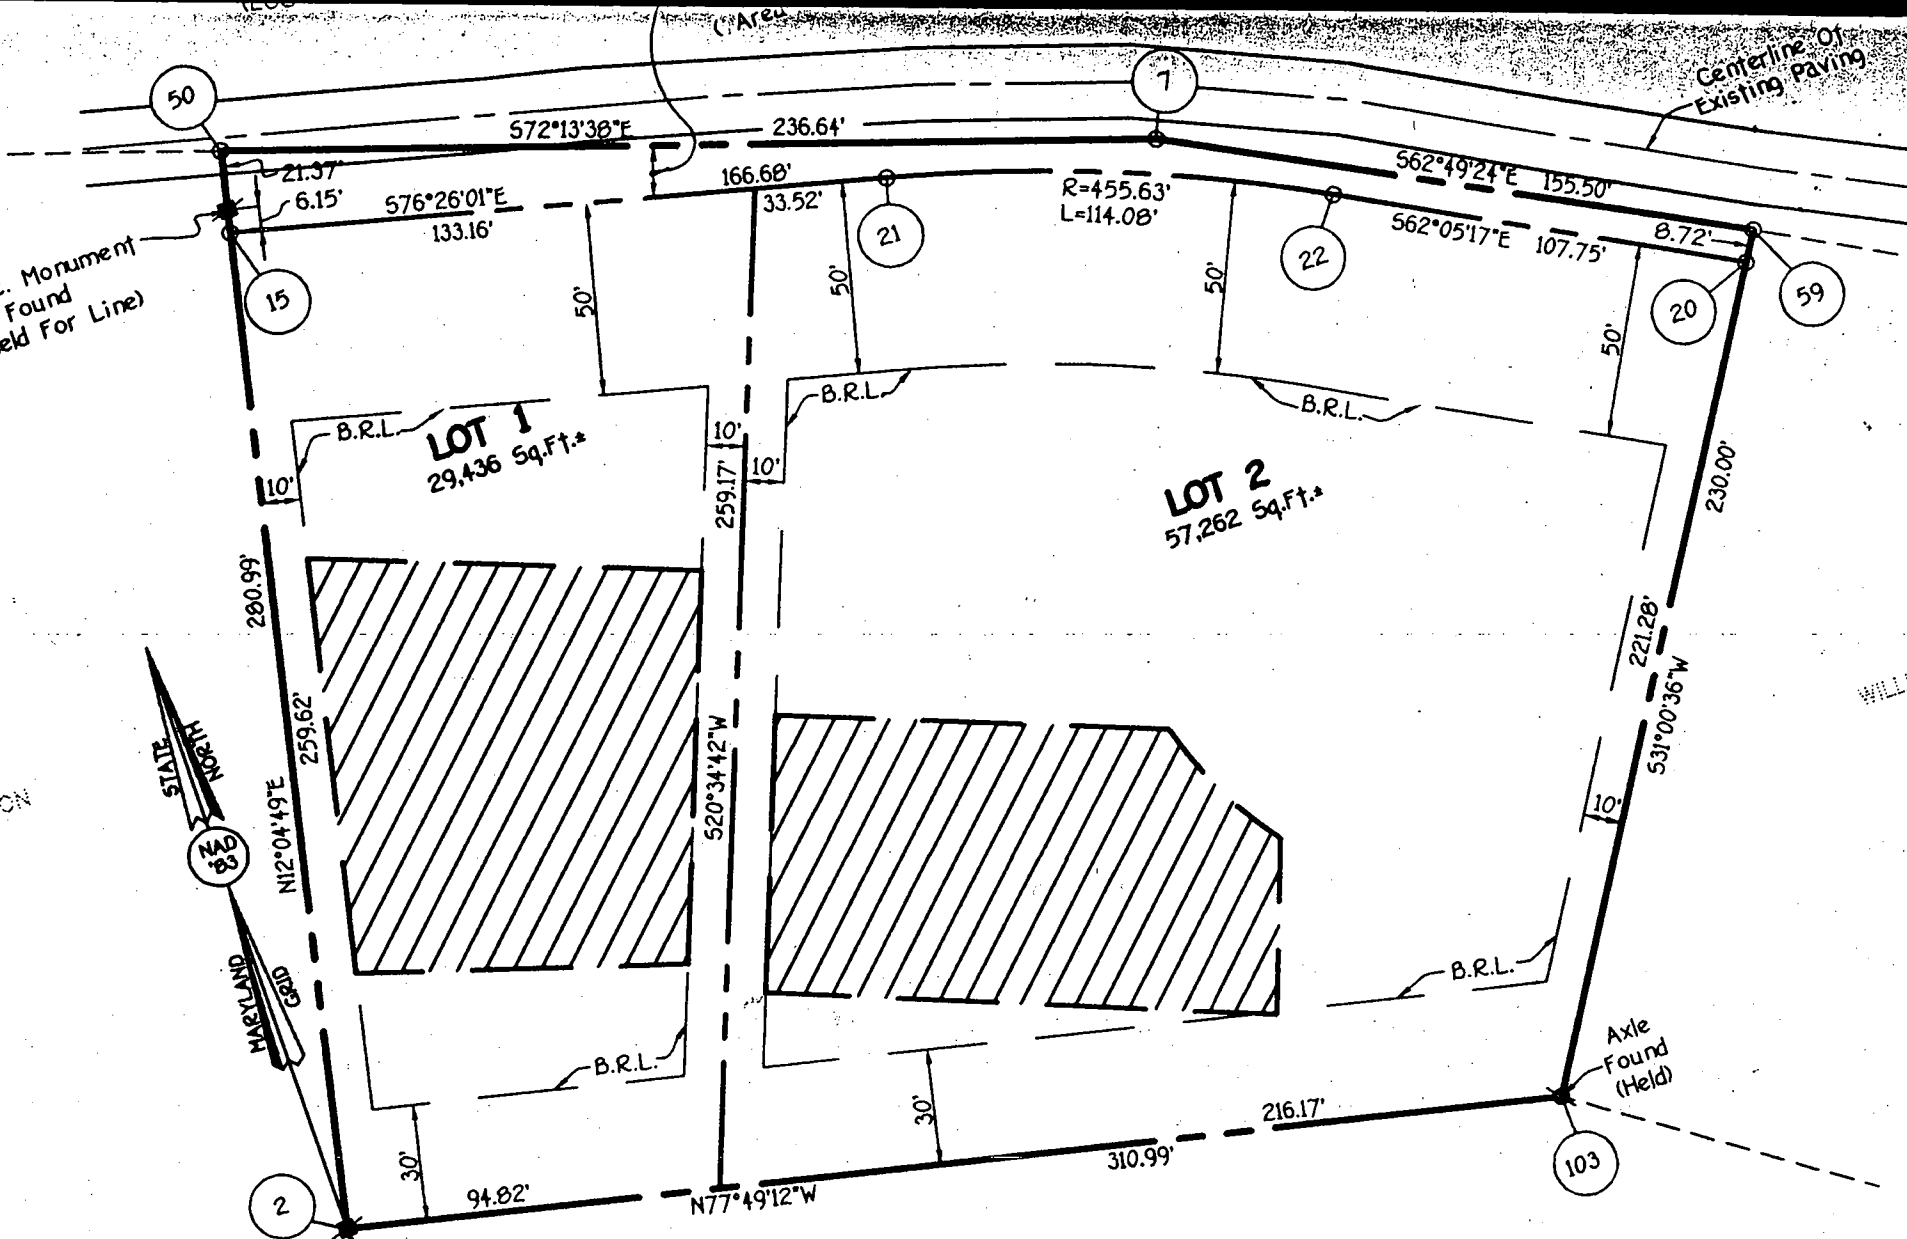 (Area
Centerline Of
Existing Paving
50
7
S72°13'38"E
236.64'
21.37'
6.15'
S76°26'01"E
133.16'
166.68'
33.52'
21
R=455.63'
L=114.08'
S62°49'24"E
155.50'
22
S62°05'17"E
107.75'
8.72'
59
20
Monument
Found
Held For Line)
15
50'
50'
50'
50'
B.R.L.
B.R.L.
B.R.L.
LOT 1
29,436 Sq.Ft.±
10'
10'
10'
259.17'
LOT 2
57,262 Sq.Ft.±
230.00'
280.99'
259.62'
N12°04'49"E
S20°34'42"W
221.28'
S31°00'36"W
10'
STATE
NORTH
NAD
'83
MARYLAND
GRID
B.R.L.
B.R.L.
Axle
Found
(Held)
30'
30'
2
94.82'
N77°49'12"W
310.99'
216.17'
103